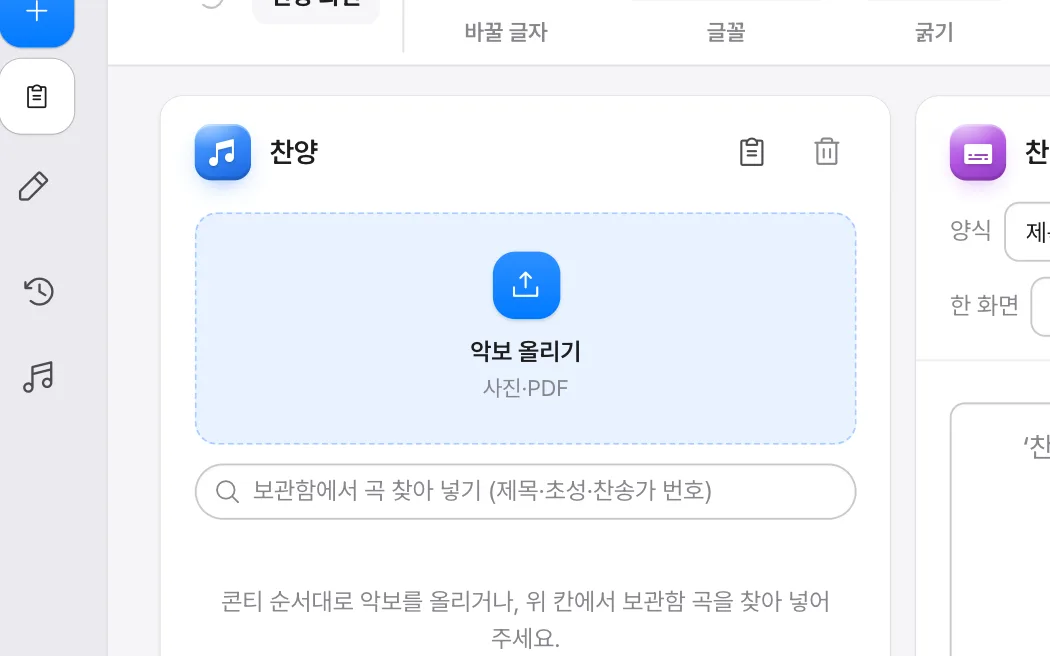 바꿀 글자
글꼴
굵기
찬양
양식
한 화면
악보 올리기
사진·PDF
보관함에서 곡 찾아 넣기 (제목·초성·찬송가 번호)
콘티 순서대로 악보를 올리거나, 위 칸에서 보관함 곡을 찾아 넣어
주세요.